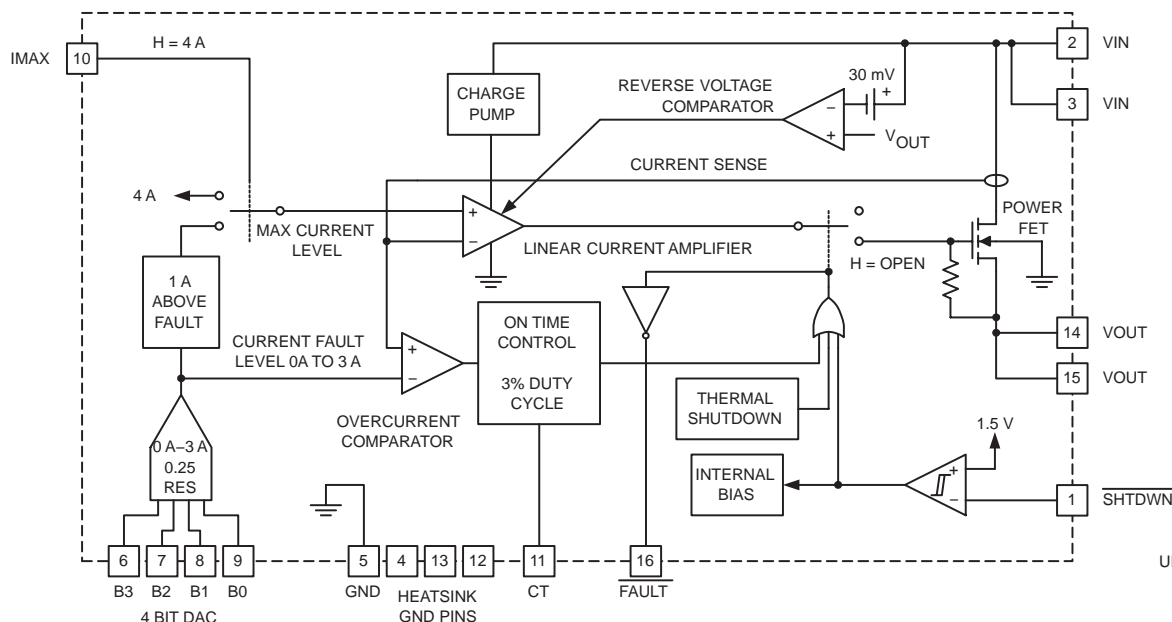 H = 4 A
IMAX
10
2
VIN
30 mV
+
CHARGE
PUMP
REVERSE VOLTAGE
COMPARATOR
–
+
VOUT
3
VIN
CURRENT SENSE
4 A
+
–
MAX CURRENT
LEVEL
LINEAR CURRENT AMPLIFIER
POWER
FET
H = OPEN
1 A
ABOVE
FAULT
CURRENT FAULT
LEVEL 0A TO 3 A
+
–
ON TIME
CONTROL
3% DUTY
CYCLE
14
VOUT
15
VOUT
OVERCURRENT
COMPARATOR
THERMAL
SHUTDOWN
1.5 V
0 A–3 A
0.25
RES
INTERNAL
BIAS
+
–
1
SHTDWN
6
7
8
9
5
4
13
12
11
16
B3
B2
B1
B0
GND
HEATSINK
GND PINS
CT
FAULT
4 BIT DAC